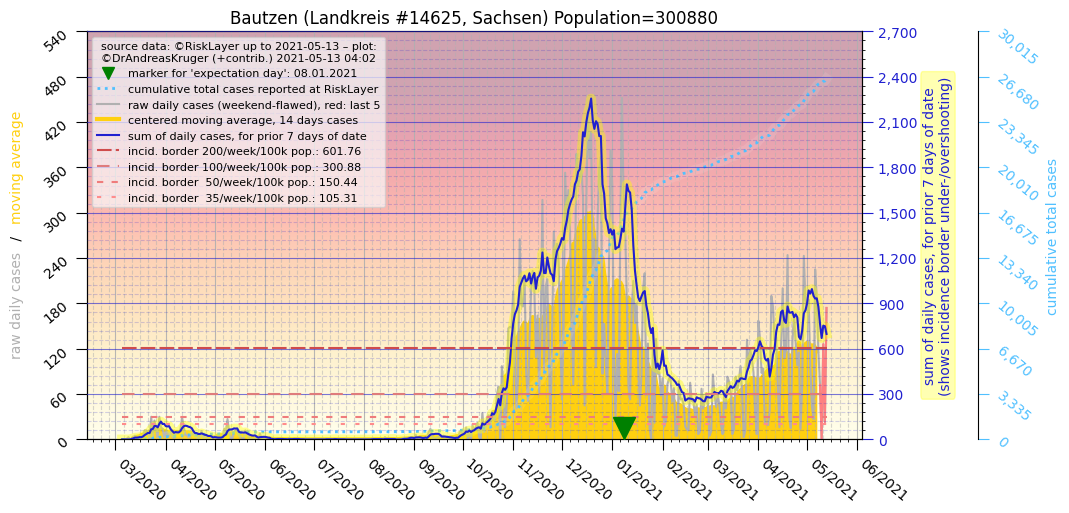 Bautzen (Landkreis #14625, Sachsen) Population=300880
source data: ©RiskLayer up to 2021-05-13 – plot:
©DrAndreasKruger (+contrib.) 2021-05-13 04:02
marker for 'expectation day': 08.01.2021
cumulative total cases reported at RiskLayer
raw daily cases (weekend-flawed), red: last 5
centered moving average, 14 days cases
sum of daily cases, for prior 7 days of date
incid. border 200/week/100k pop.: 601.76
incid. border 100/week/100k pop.: 300.88
incid. border  50/week/100k pop.: 150.44
incid. border  35/week/100k pop.: 105.31
raw daily cases / moving average
540
480
420
360
300
240
180
120
60
0
2,700
2,400
2,100
1,800
1,500
1,200
900
600
300
0
sum of daily cases, for prior 7 days of date
(shows incidence border under-/overshooting)
30,015
26,680
23,345
20,010
16,675
13,340
10,005
6,670
3,335
0
cumulative total cases
03/2020
04/2020
05/2020
06/2020
07/2020
08/2020
09/2020
10/2020
11/2020
12/2020
01/2021
02/2021
03/2021
04/2021
05/2021
06/2021